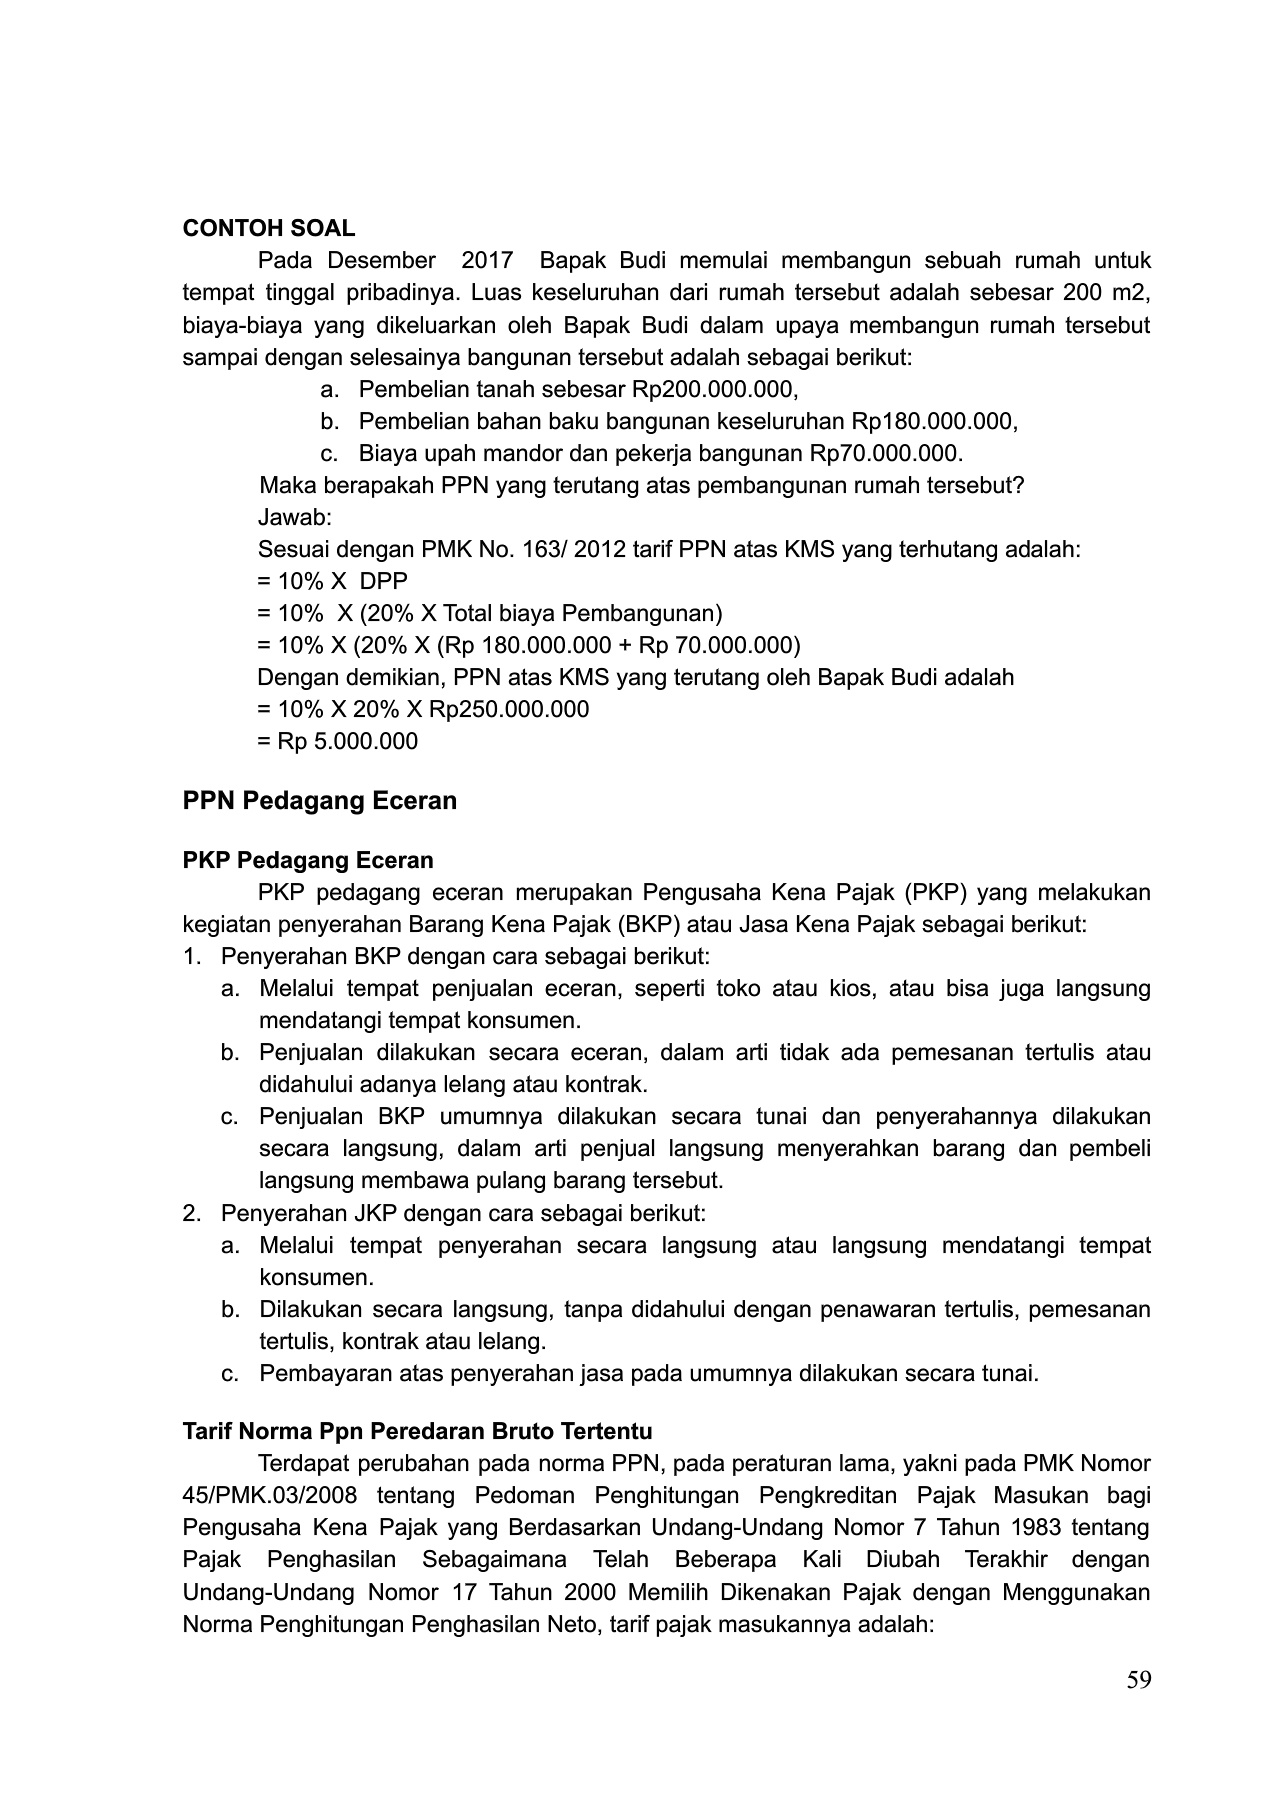 CONTOH SOAL
Pada Desember 2017 Bapak Budi memulai membangun sebuah rumah untuk
tempat tinggal pribadinya. Luas keseluruhan dari rumah tersebut adalah sebesar 200 m2,
biaya-biaya yang dikeluarkan oleh Bapak Budi dalam upaya membangun rumah tersebut
sampai dengan selesainya bangunan tersebut adalah sebagai berikut:
a. Pembelian tanah sebesar Rp200.000.000,
b. Pembelian bahan baku bangunan keseluruhan Rp180.000.000,
c. Biaya upah mandor dan pekerja bangunan Rp70.000.000.
Maka berapakah PPN yang terutang atas pembangunan rumah tersebut?
Jawab:
Sesuai dengan PMK No. 163/ 2012 tarif PPN atas KMS yang terhutang adalah:
= 10% X DPP
= 10% X (20% X Total biaya Pembangunan)
= 10% X (20% X (Rp 180.000.000 + Rp 70.000.000)
Dengan demikian, PPN atas KMS yang terutang oleh Bapak Budi adalah
= 10% X 20% X Rp250.000.000
= Rp 5.000.000
PPN Pedagang Eceran
PKP Pedagang Eceran
PKP pedagang eceran merupakan Pengusaha Kena Pajak (PKP) yang melakukan
kegiatan penyerahan Barang Kena Pajak (BKP) atau Jasa Kena Pajak sebagai berikut:
1. Penyerahan BKP dengan cara sebagai berikut:
a. Melalui tempat penjualan eceran, seperti toko atau kios, atau bisa juga langsung
mendatangi tempat konsumen.
b. Penjualan dilakukan secara eceran, dalam arti tidak ada pemesanan tertulis atau
didahului adanya lelang atau kontrak.
c. Penjualan BKP umumnya dilakukan secara tunai dan penyerahannya dilakukan
secara langsung, dalam arti penjual langsung menyerahkan barang dan pembeli
langsung membawa pulang barang tersebut.
2. Penyerahan JKP dengan cara sebagai berikut:
a. Melalui tempat penyerahan secara langsung atau langsung mendatangi tempat
konsumen.
b. Dilakukan secara langsung, tanpa didahului dengan penawaran tertulis, pemesanan
tertulis, kontrak atau lelang.
c. Pembayaran atas penyerahan jasa pada umumnya dilakukan secara tunai.
Tarif Norma Ppn Peredaran Bruto Tertentu
Terdapat perubahan pada norma PPN, pada peraturan lama, yakni pada PMK Nomor
45/PMK.03/2008 tentang Pedoman Penghitungan Pengkreditan Pajak Masukan bagi
Pengusaha Kena Pajak yang Berdasarkan Undang-Undang Nomor 7 Tahun 1983 tentang
Pajak Penghasilan Sebagaimana Telah Beberapa Kali Diubah Terakhir dengan
Undang-Undang Nomor 17 Tahun 2000 Memilih Dikenakan Pajak dengan Menggunakan
Norma Penghitungan Penghasilan Neto, tarif pajak masukannya adalah:
59